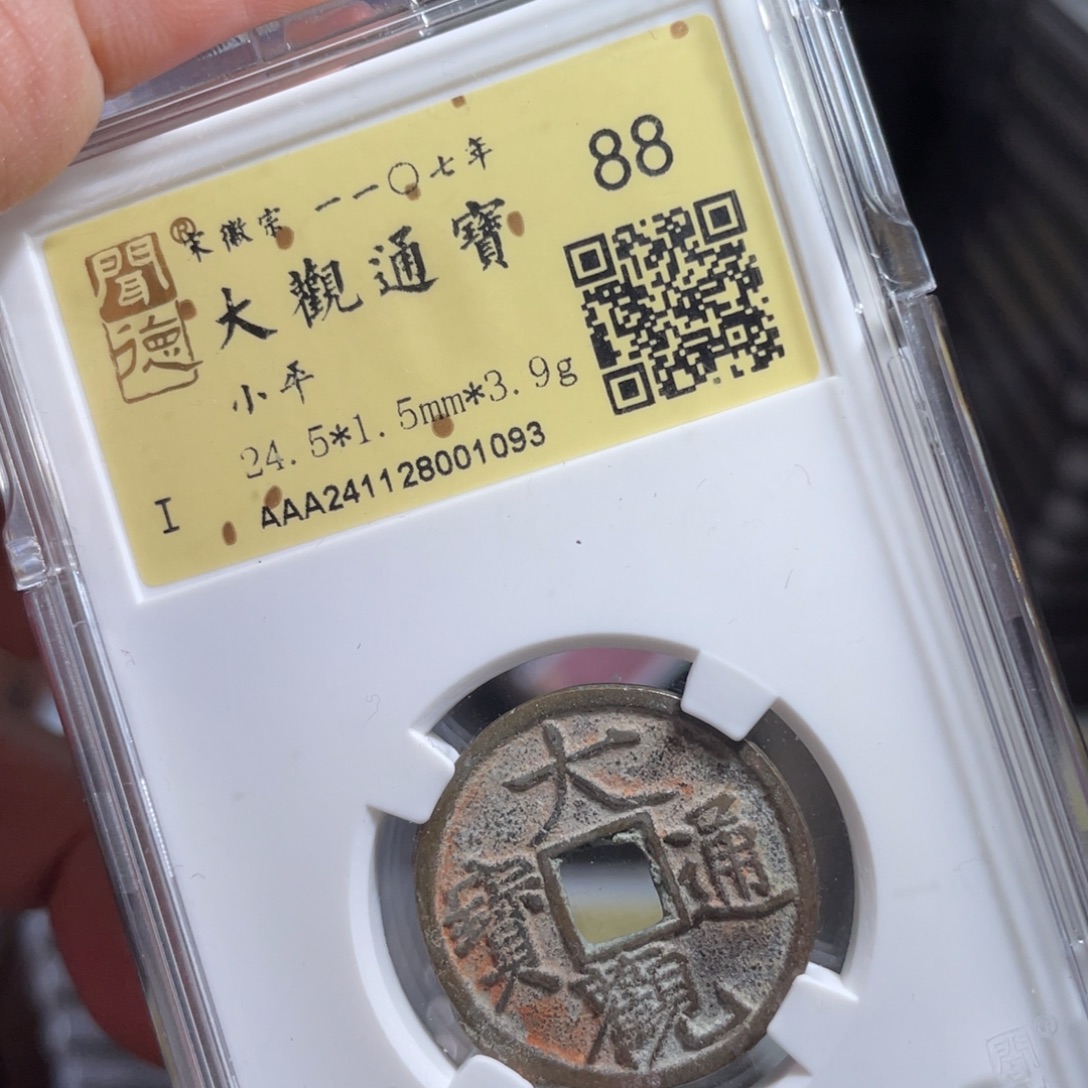 聞德®
宋徽宗 一一〇七年
88
大觀通寶
小平
24.5*1.5mm*3.9g
I
AAA241128001093
大觀通寶
聞®